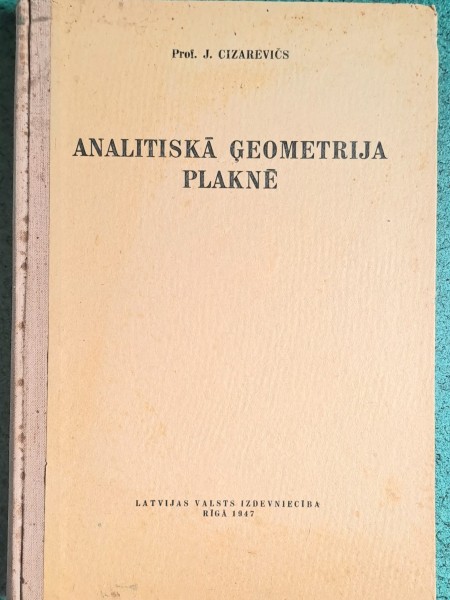 Prof. J. CIZAREVIČS
ANALITISKĀ ĢEOMETRIJA
PLAKNĒ
LATVIJAS VALSTS IZDEVNIECĪBA
RĪGĀ 1947